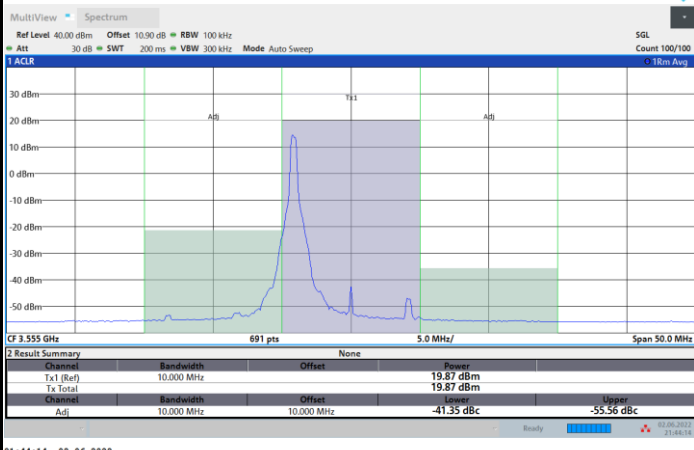 MultiView Spectrum
Ref Level 40.00 dBm Offset 10.90 dB RBW 100 kHz SGL
Att 30 dB SWT 200 ms VBW 300 kHz Mode Auto Sweep Count 100/100
1 ACLR 1Rm Avg
30 dBm
Tx1
20 dBm
Adj Adj
10 dBm
0 dBm
-10 dBm
-20 dBm
-30 dBm
-40 dBm
-50 dBm
CF 3.555 GHz 691 pts 5.0 MHz/ Span 50.0 MHz
2 Result Summary None
Channel Bandwidth Offset Power
Tx1 (Ref) 10.000 MHz 19.87 dBm
Tx Total 19.87 dBm
Channel Bandwidth Offset Lower Upper
Adj 10.000 MHz 10.000 MHz -41.35 dBc -55.56 dBc
Ready 02.06.2022
21:44:14